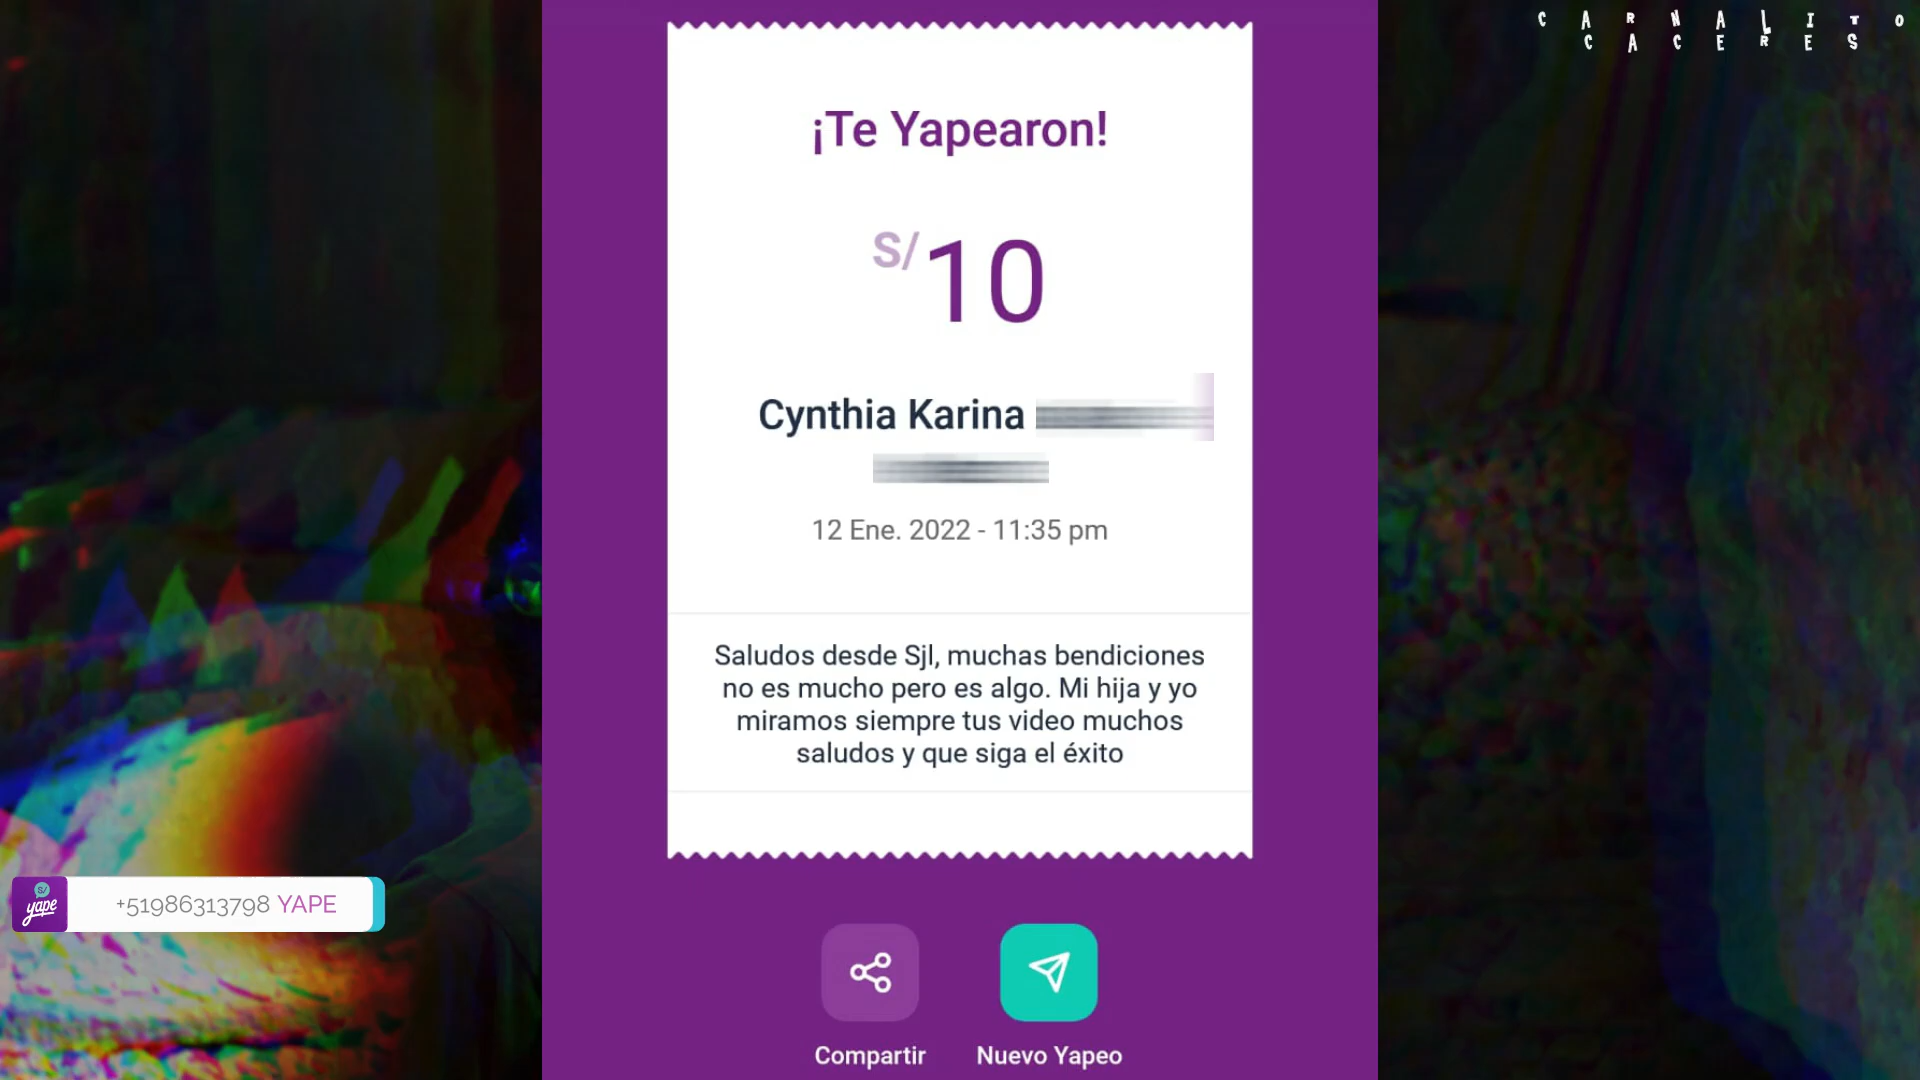 CARNALITO
CACERES
¡Te Yapearon!
S/10
Cynthia Karina
12 Ene. 2022 - 11:35 pm
Saludos desde Sjl, muchas bendiciones
no es mucho pero es algo. Mi hija y yo
miramos siempre tus video muchos
saludos y que siga el éxito
S/
yape
+51986313798 YAPE
Compartir
Nuevo Yapeo